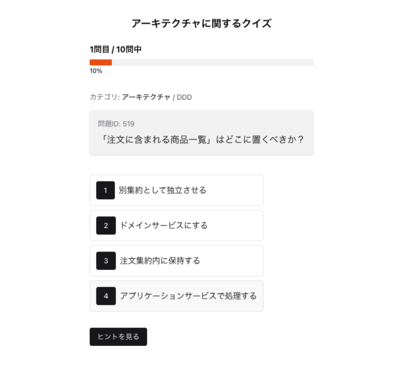 アーキテクチャに関するクイズ
1問目 / 10問中
10%
カテゴリ: アーキテクチャ / DDD
問題ID: 519
「注文に含まれる商品一覧」はどこに置くべきか？
1 別集約として独立させる
2 ドメインサービスにする
3 注文集約内に保持する
4 アプリケーションサービスで処理する
ヒントを見る